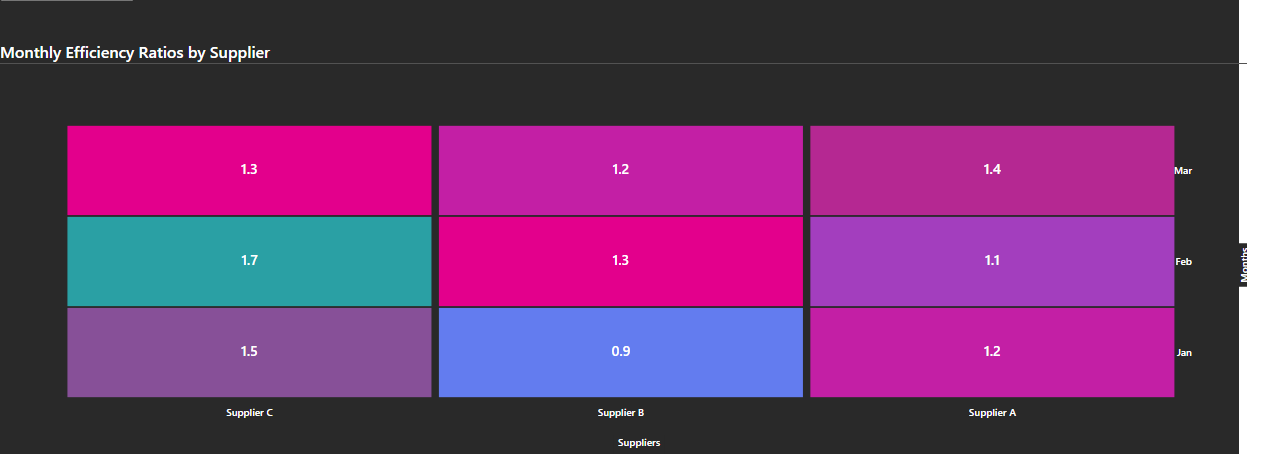 Monthly Efficiency Ratios by Supplier
1.3 1.2 1.4 Mar
1.7 1.3 1.1 Feb
1.5 0.9 1.2 Jan
Supplier C Supplier B Supplier A
Suppliers
Months